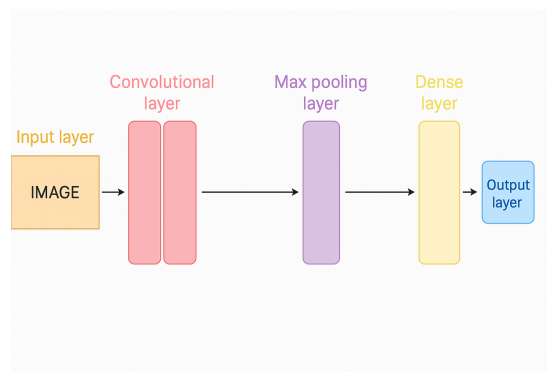 Convolutional
layer
Max pooling
layer
Dense
layer
Input layer
IMAGE
Output
layer